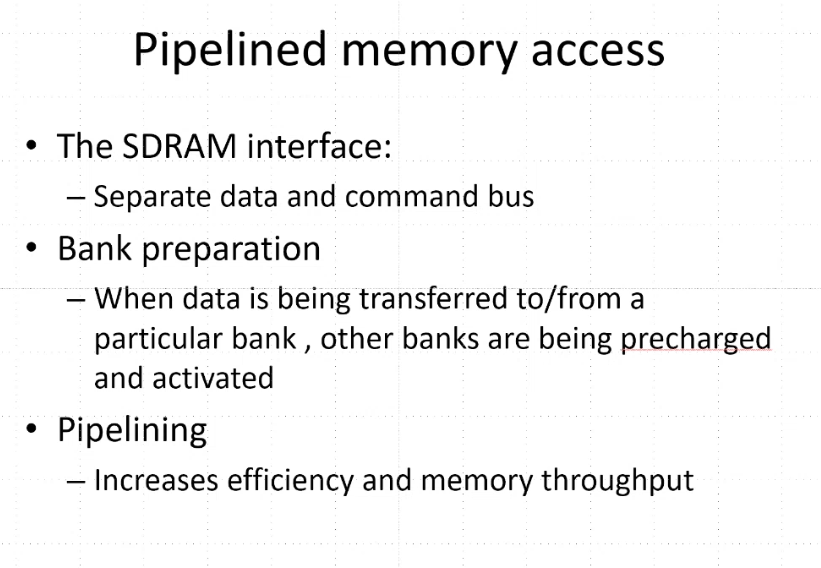 Pipelined memory access
• The SDRAM interface:
– Separate data and command bus
• Bank preparation
– When data is being transferred to/from a
particular bank , other banks are being precharged
and activated
• Pipelining
– Increases efficiency and memory throughput